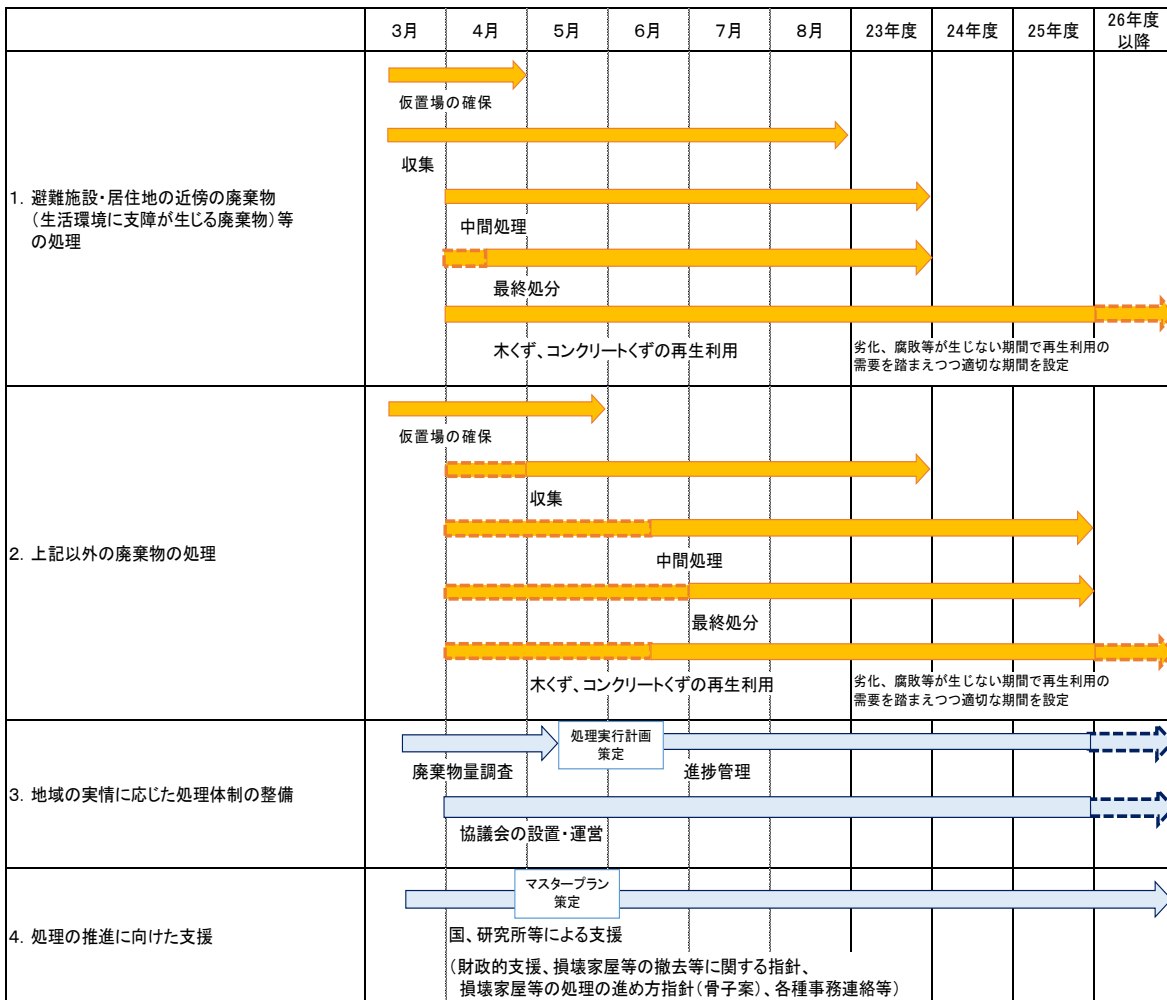 3月
4月
5月
6月
7月
8月
23年度
24年度
25年度
26年度
以降
1. 避難施設・居住地の近傍の廃棄物
(生活環境に支障が生じる廃棄物)等
の処理
仮置場の確保
収集
中間処理
最終処分
木くず、コンクリートくずの再生利用
劣化、腐敗等が生じない期間で再生利用の
需要を踏まえつつ適切な期間を設定
2. 上記以外の廃棄物の処理
仮置場の確保
収集
中間処理
最終処分
木くず、コンクリートくずの再生利用
劣化、腐敗等が生じない期間で再生利用の
需要を踏まえつつ適切な期間を設定
3. 地域の実情に応じた処理体制の整備
処理実行計画
策定
廃棄物量調査
進捗管理
協議会の設置・運営
4. 処理の推進に向けた支援
マスタープラン
策定
国、研究所等による支援
(財政的支援、損壊家屋等の撤去等に関する指針、
損壊家屋等の処理の進め方指針(骨子案)、各種事務連絡等)